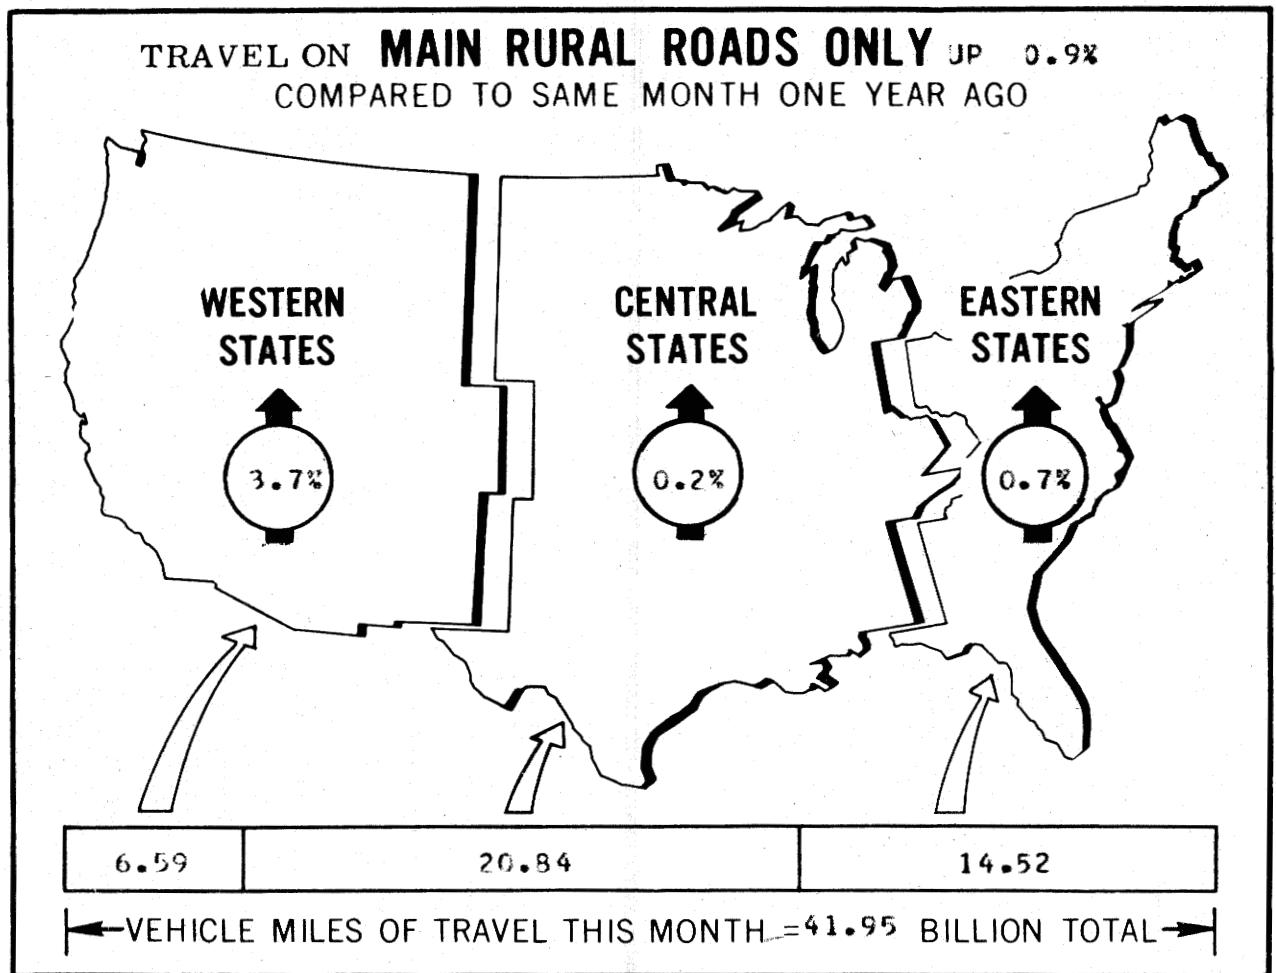 TRAVEL ON MAIN RURAL ROADS ONLY UP 0.9%
COMPARED TO SAME MONTH ONE YEAR AGO
WESTERN
STATES
3.7%
CENTRAL
STATES
0.2%
EASTERN
STATES
0.7%
6.59 20.84 14.52
VEHICLE MILES OF TRAVEL THIS MONTH = 41.95 BILLION TOTAL